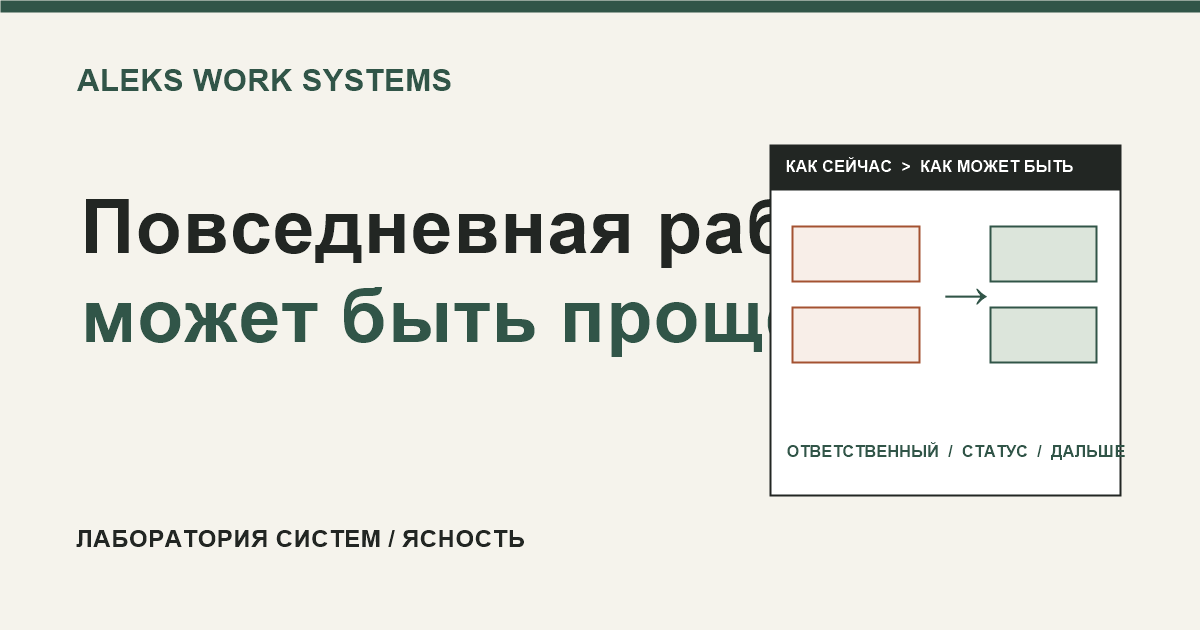 ALEKS WORK SYSTEMS
Повседневная
может быть
КАК СЕЙЧАС > КАК МОЖЕТ БЫТЬ
→
ОТВЕТСТВЕННЫЙ / СТАТУС / ДАЛЬШЕ
ЛАБОРАТОРИЯ СИСТЕМ / ЯСНОСТЬ